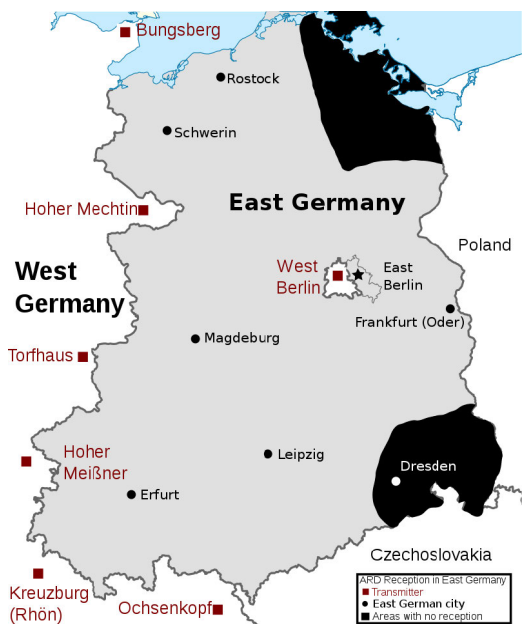 Bungsberg
Rostock
Schwerin
Hoher Mechtin
East Germany
Poland
West
Germany
West
Berlin
East
Berlin
Frankfurt (Oder)
Magdeburg
Torfhaus
Hoher
Meißner
Leipzig
Dresden
Erfurt
Czechoslovakia
Kreuzburg
(Rhön)
Ochsenkopf
ARD Reception in East Germany
Transmitter
East German city
Areas with no reception